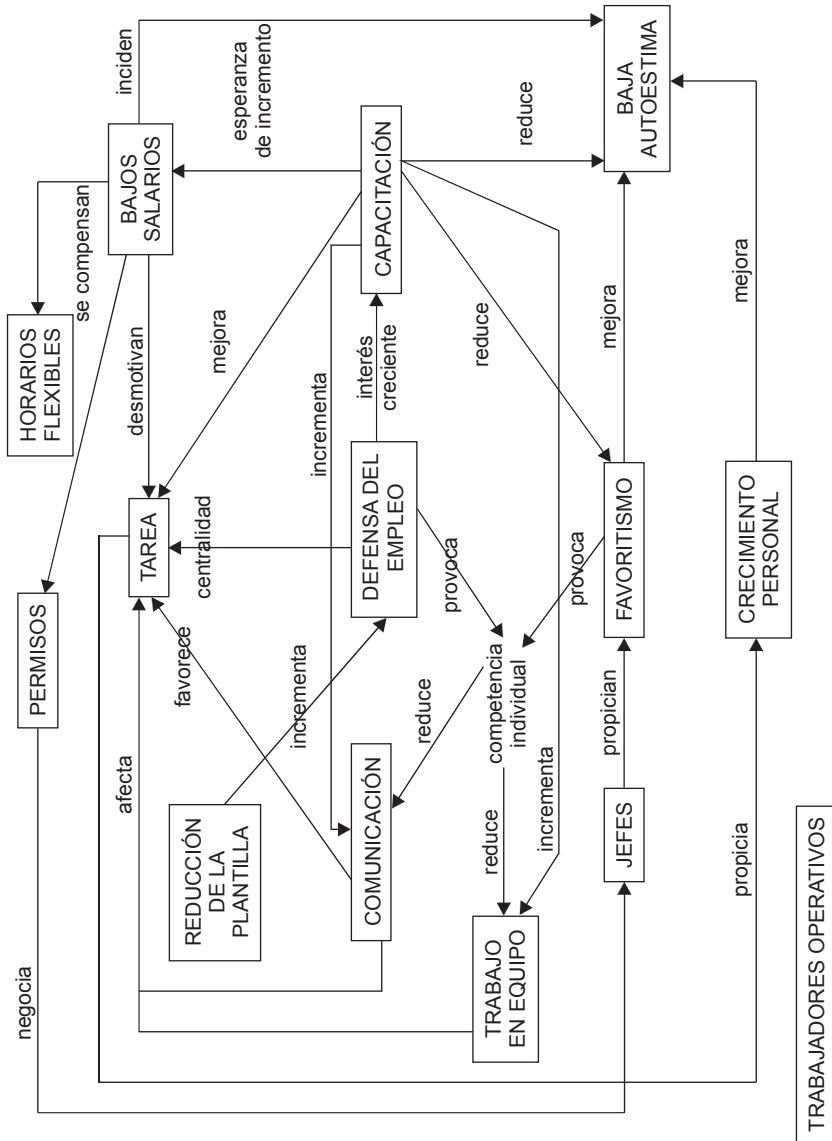 negocia
PERMISOS
se compensan
HORARIOS
FLEXIBLES
BAJOS
SALARIOS
inciden
afecta
favorece
TAREA
desmotivan
centralidad
mejora
esperanza
de incremento
REDUCCIÓN
DE LA
PLANTILLA
incrementa
incrementa
COMUNICACIÓN
reduce
DEFENSA DEL
EMPLEO
interés
creciente
CAPACITACIÓN
provoca
competencia
individual
reduce
TRABAJO
EN EQUIPO
incrementa
provoca
reduce
reduce
JEFES
propician
FAVORITISMO
mejora
BAJA
AUTOESTIMA
propicia
CRECIMIENTO
PERSONAL
mejora
TRABAJADORES OPERATIVOS